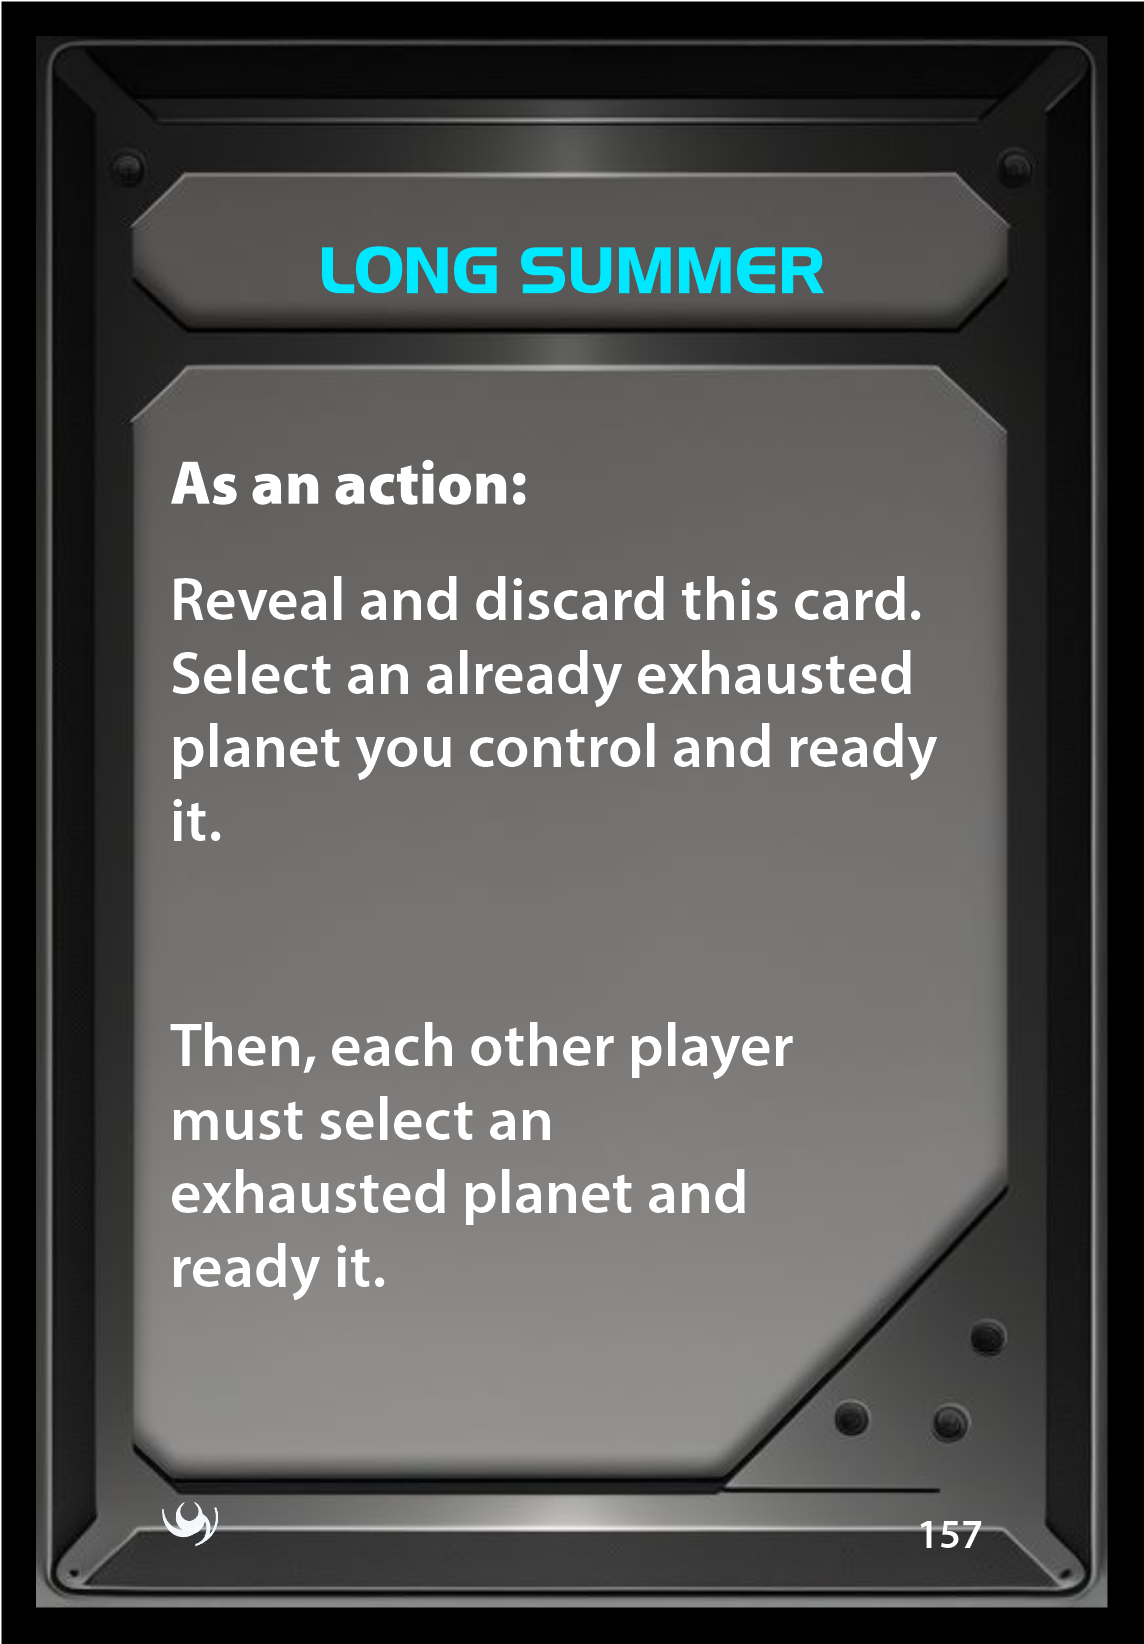 LONG SUMMER
As an action:
Reveal and discard this card.
Select an already exhausted
planet you control and ready
it.
Then, each other player
must select an
exhausted planet and
ready it.
157